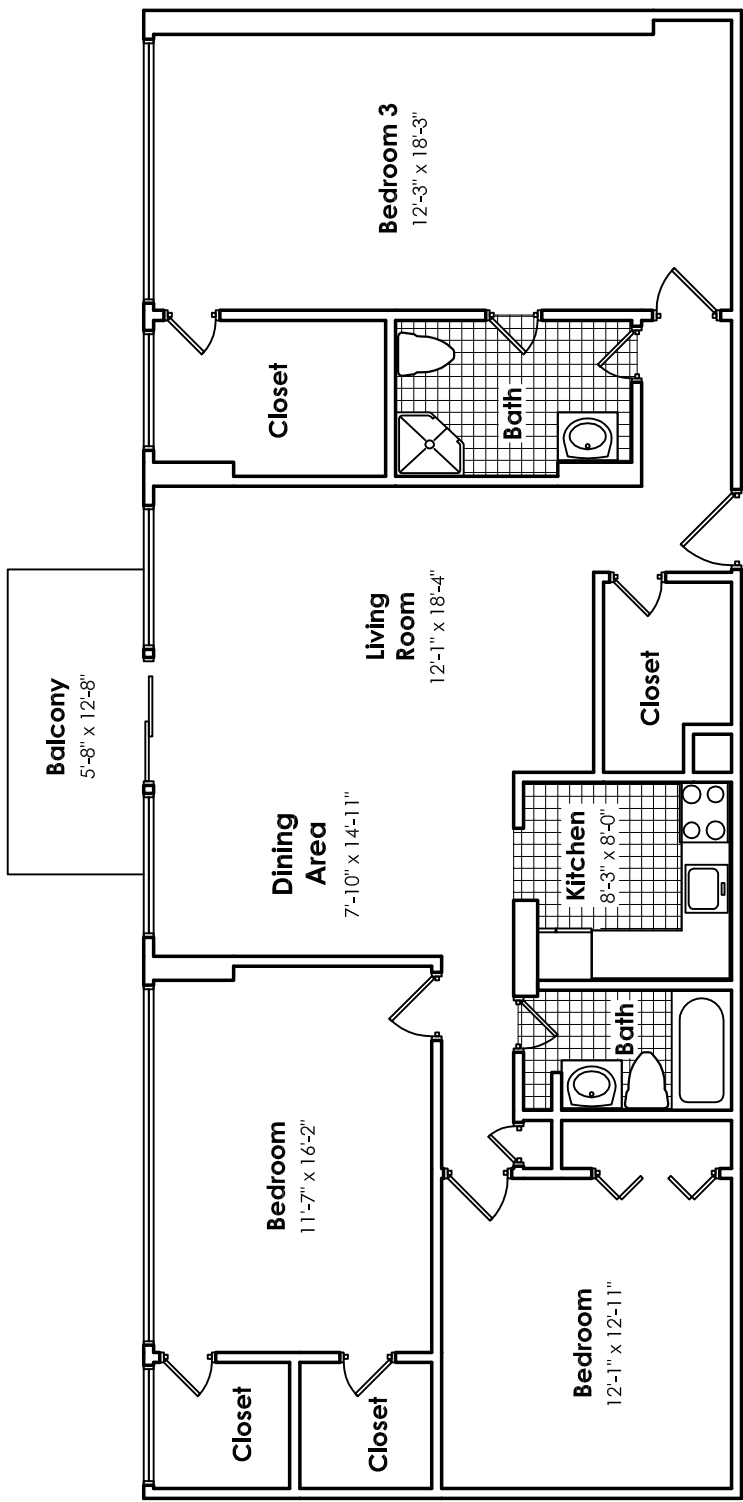 Balcony
5'-8" x 12'-8"
Closet
Bedroom
11'-7" x 16'-2"
Dining
Area
7'-10" x 14'-11"
Living
Room
12'-1" x 18'-4"
Closet
Bedroom 3
12'-3" x 18'-3"
Closet
Bath
Bedroom
12'-1" x 12'-11"
Bath
Kitchen
8'-3" x 8'-0"
Closet